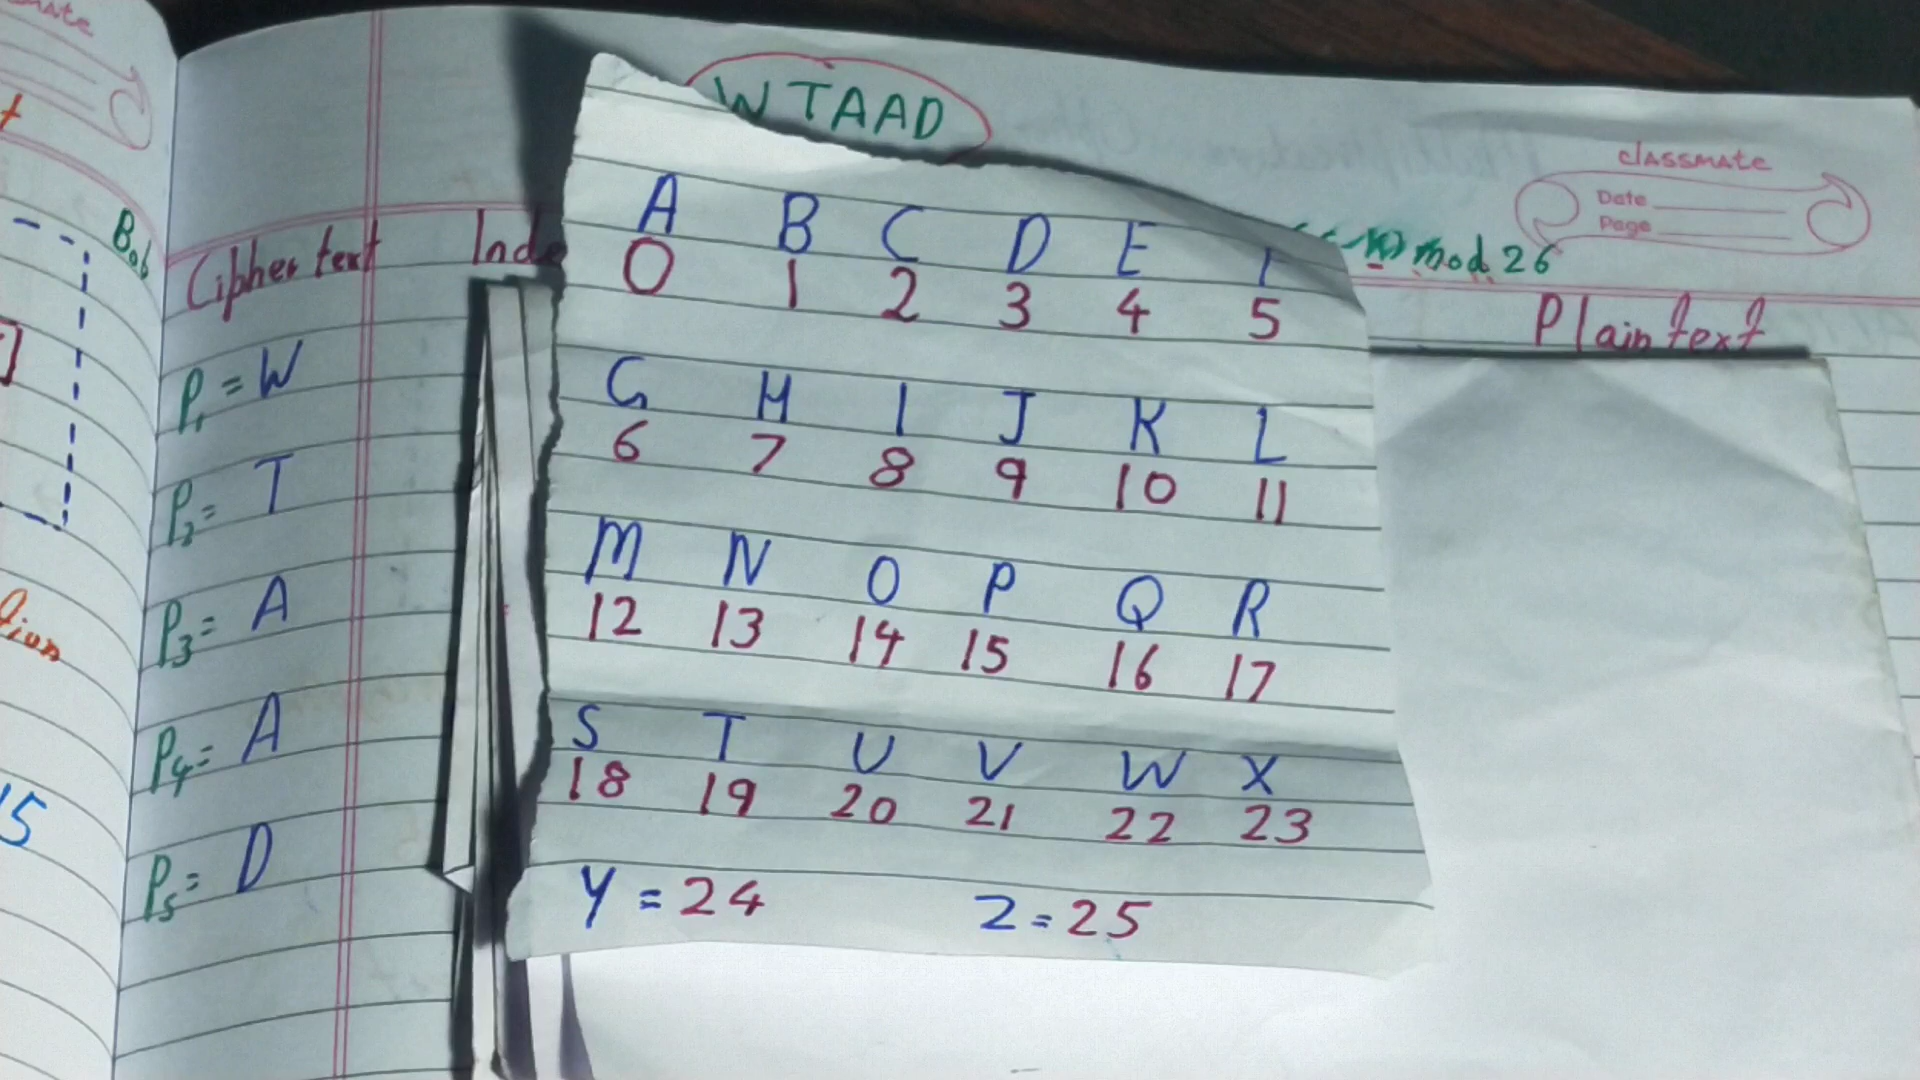 WTAAD
classmate
Date
Page
mod 26
Bob
Cipher text
Plain text
A B C D E
0 1 2 3 4 5
P1 = W
G H I J K L
6 7 8 9 10 11
P2 = T
M N O P Q R
12 13 14 15 16 17
P3 = A
S T U V W X
18 19 20 21 22 23
P4 = A
15
Y = 24 Z = 25
P5 = D